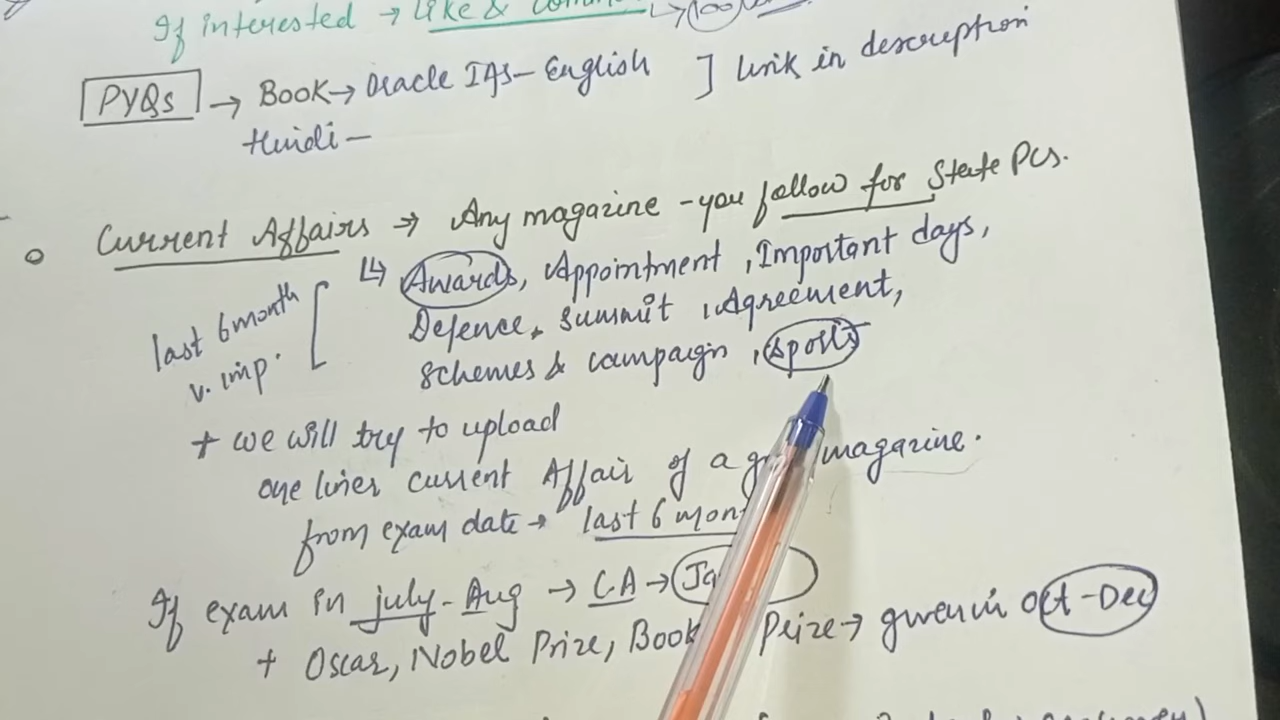 If interested → Like &
PYQs → Book → Oracle IAS - English ] link in description
Hindi -
Current Affairs → Any magazine - you follow for State PCS.
↳ Awards, Appointment, Important days,
Defence, Summit, Agreement,
Schemes & campaign, Sports
last 6 month
v. imp.
+ we will try to upload
one liner current Affair of a magazine.
from exam date → last 6
If exam in july - Aug → C.A →
+ Oscar, Nobel Prize, Book Prize → given in Oct - Dec